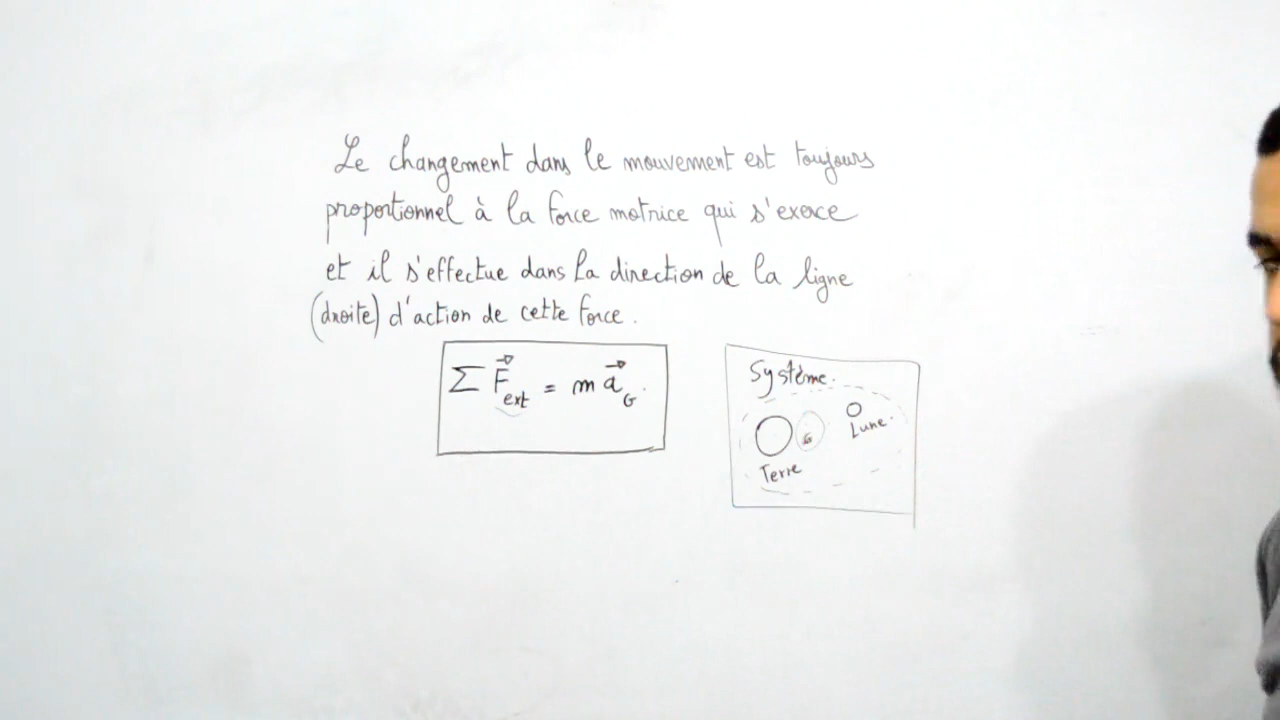 Le changement dans le mouvement est toujours
proportionnel à la force motrice qui s'exerce
et il s'effectue dans la direction de la ligne
(droite) d'action de cette force.
∑ F⃗ext = m a⃗G.
Système.
G
Lune.
Terre